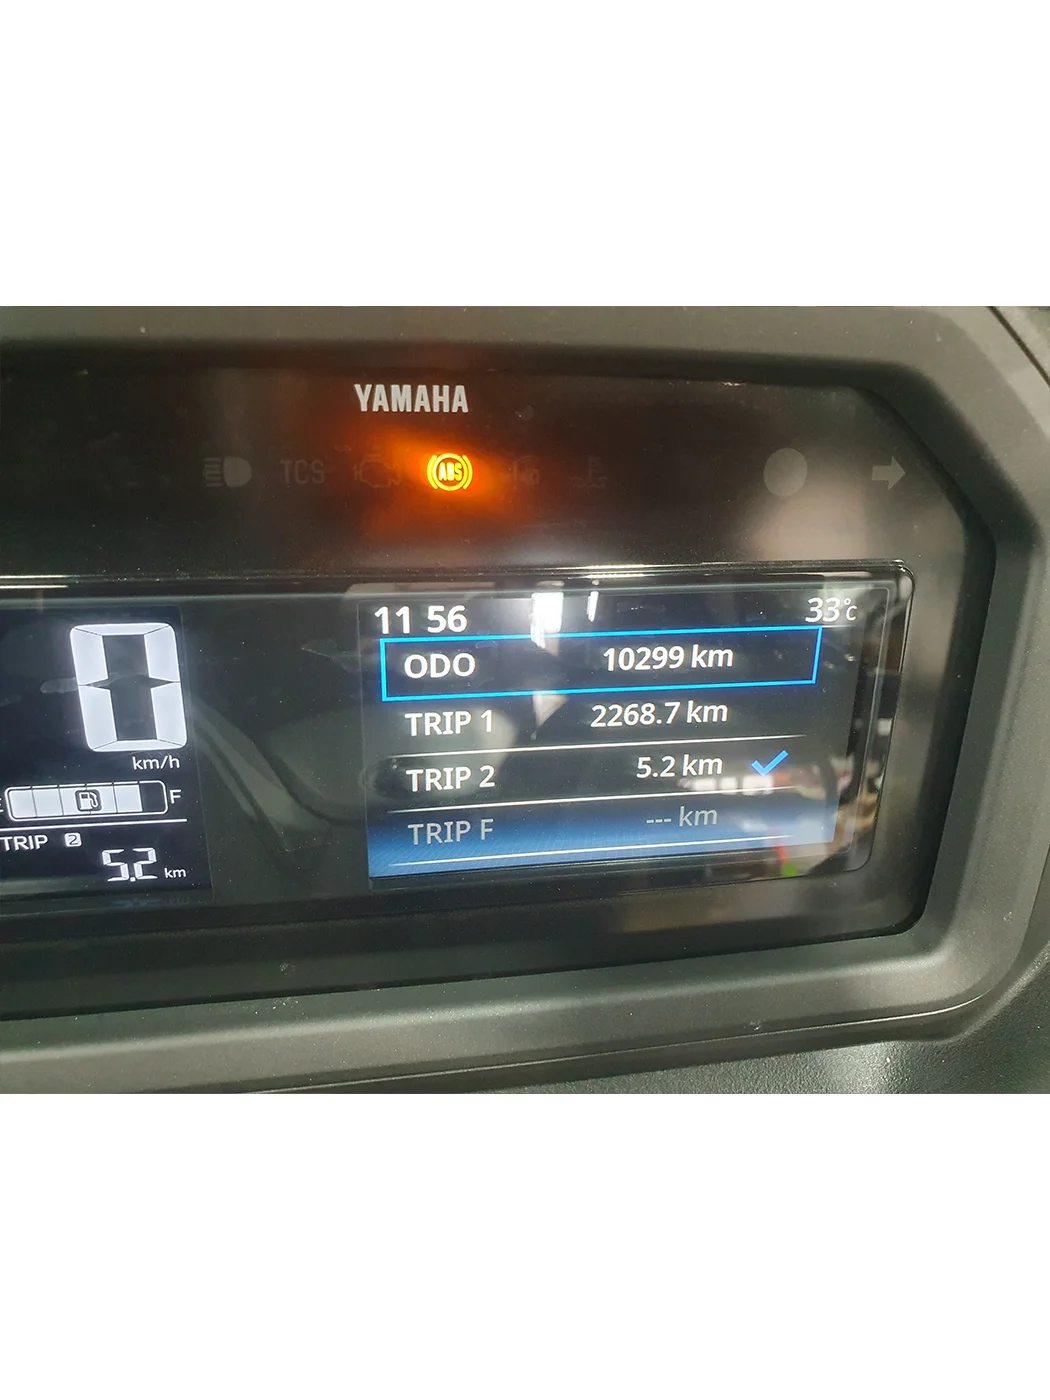 YAMAHA
TCS ABS
11 56 33°C
ODO 10299 km
TRIP 1 2268.7 km
TRIP 2 5.2 km
TRIP F --- km
0
km/h
F
TRIP 2
5.2 km